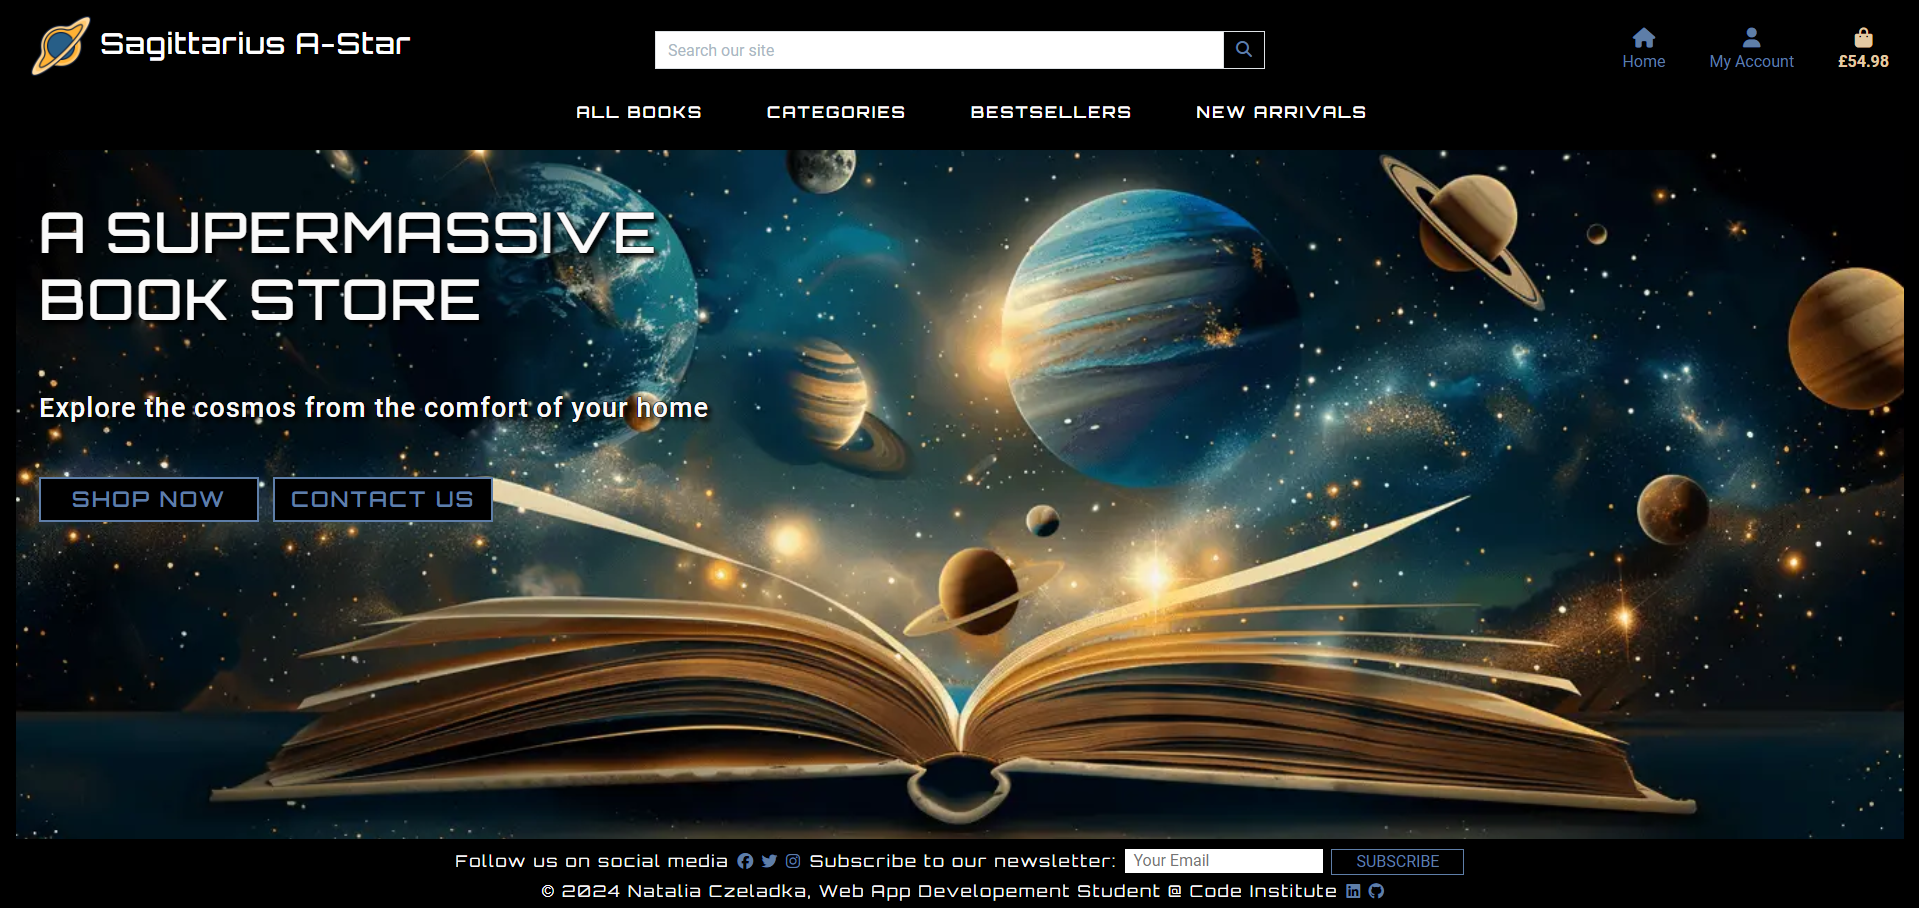 Sagittarius A-Star
Search our site
Home
My Account
£54.98
ALL BOOKS
CATEGORIES
BESTSELLERS
NEW ARRIVALS
A SUPERMASSIVE
BOOK STORE
Explore the cosmos from the comfort of your home
SHOP NOW
CONTACT US
Follow us on social media Subscribe to our newsletter: Your Email SUBSCRIBE
© 2024 Natalia Czeladka, Web App Developement Student @ Code Institute